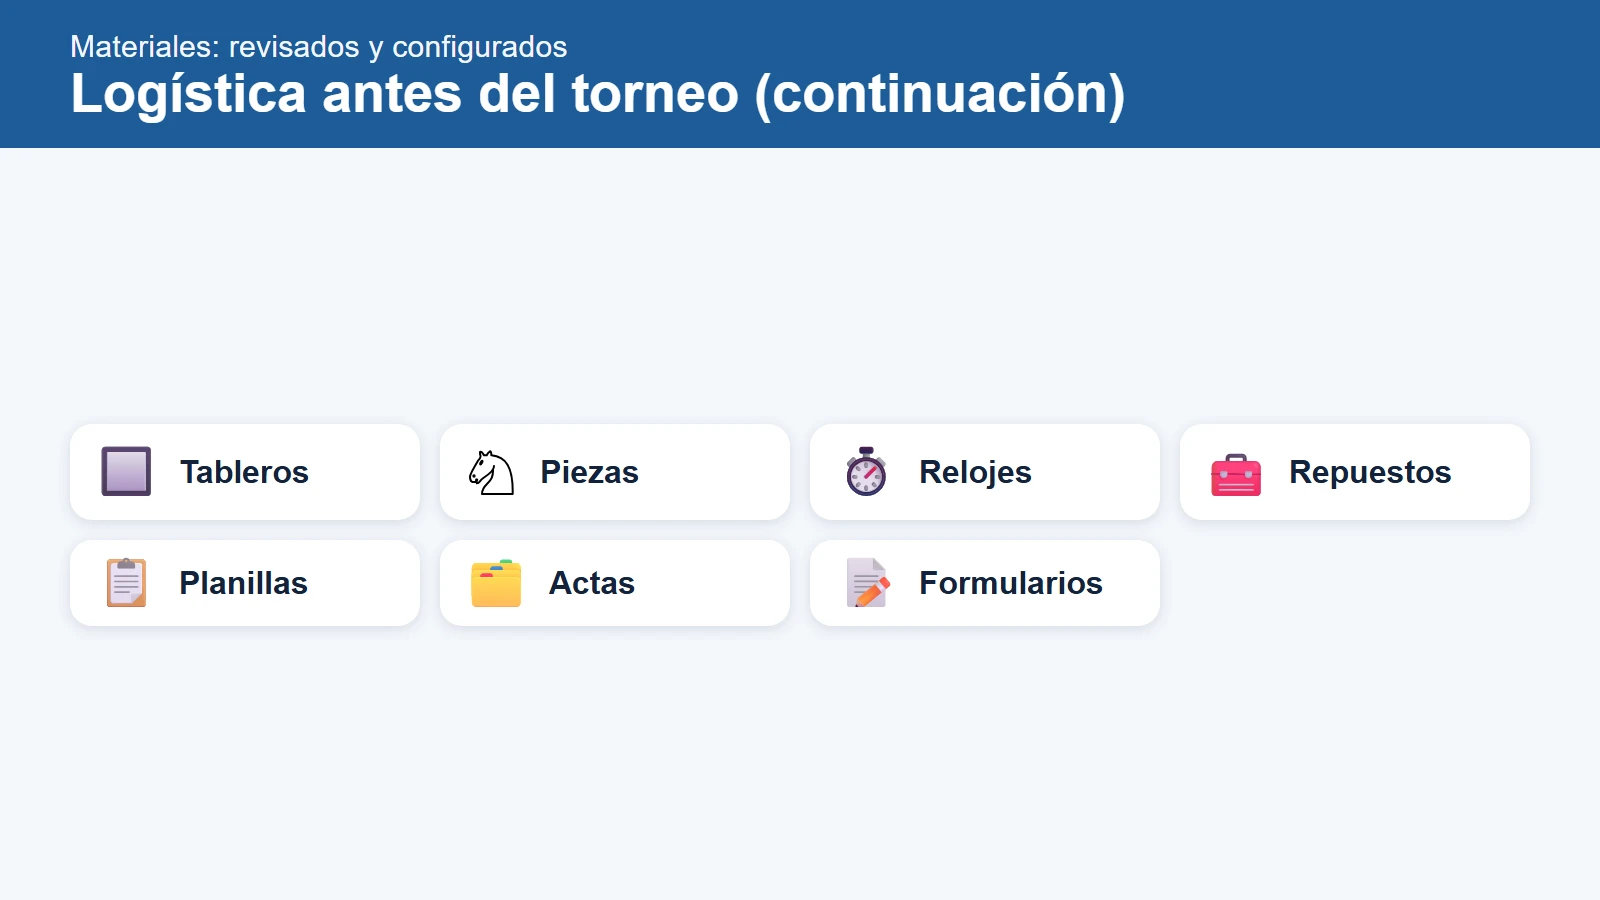 Materiales: revisados y configurados
Logística antes del torneo (continuación)
Tableros
Piezas
Relojes
Repuestos
Planillas
Actas
Formularios